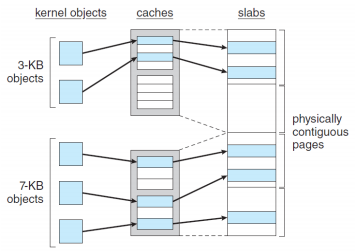 kernel objects
caches
slabs
3-KB
objects
7-KB
objects
physically
contiguous
pages